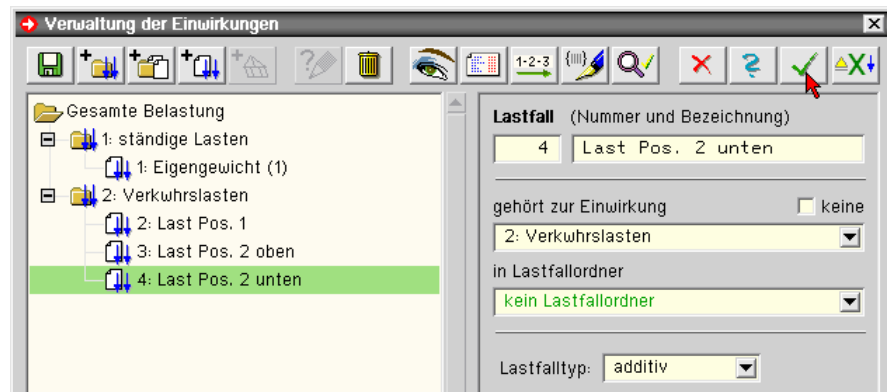 Verwaltung der Einwirkungen
1-2-3
Gesamte Belastung
1: ständige Lasten
1: Eigengewicht (1)
2: Verkwhrslasten
2: Last Pos. 1
3: Last Pos. 2 oben
4: Last Pos. 2 unten
Lastfall (Nummer und Bezeichnung)
4 Last Pos. 2 unten
gehört zur Einwirkung keine
2: Verkwhrslasten
in Lastfallordner
kein Lastfallordner
Lastfalltyp: additiv